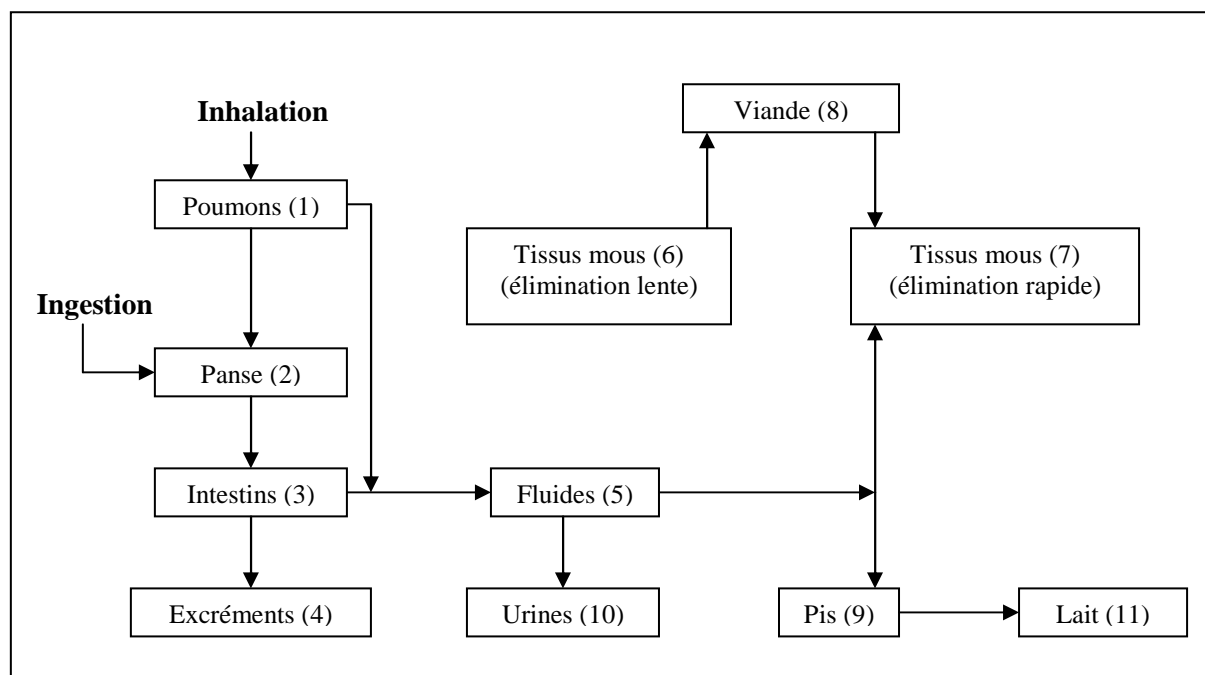 Viande (8)
Inhalation
Poumons (1)
Tissus mous (6)
(élimination lente)
Tissus mous (7)
(élimination rapide)
Ingestion
Panse (2)
Intestins (3)
Fluides (5)
Excréments (4)
Urines (10)
Pis (9)
Lait (11)